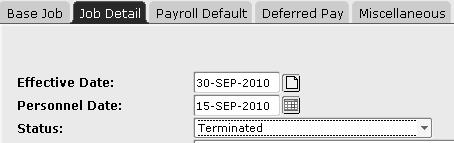 Base Job Job Detail Payroll Default Deferred Pay Miscellaneous
Effective Date: 30-SEP-2010
Personnel Date: 15-SEP-2010
Status: Terminated